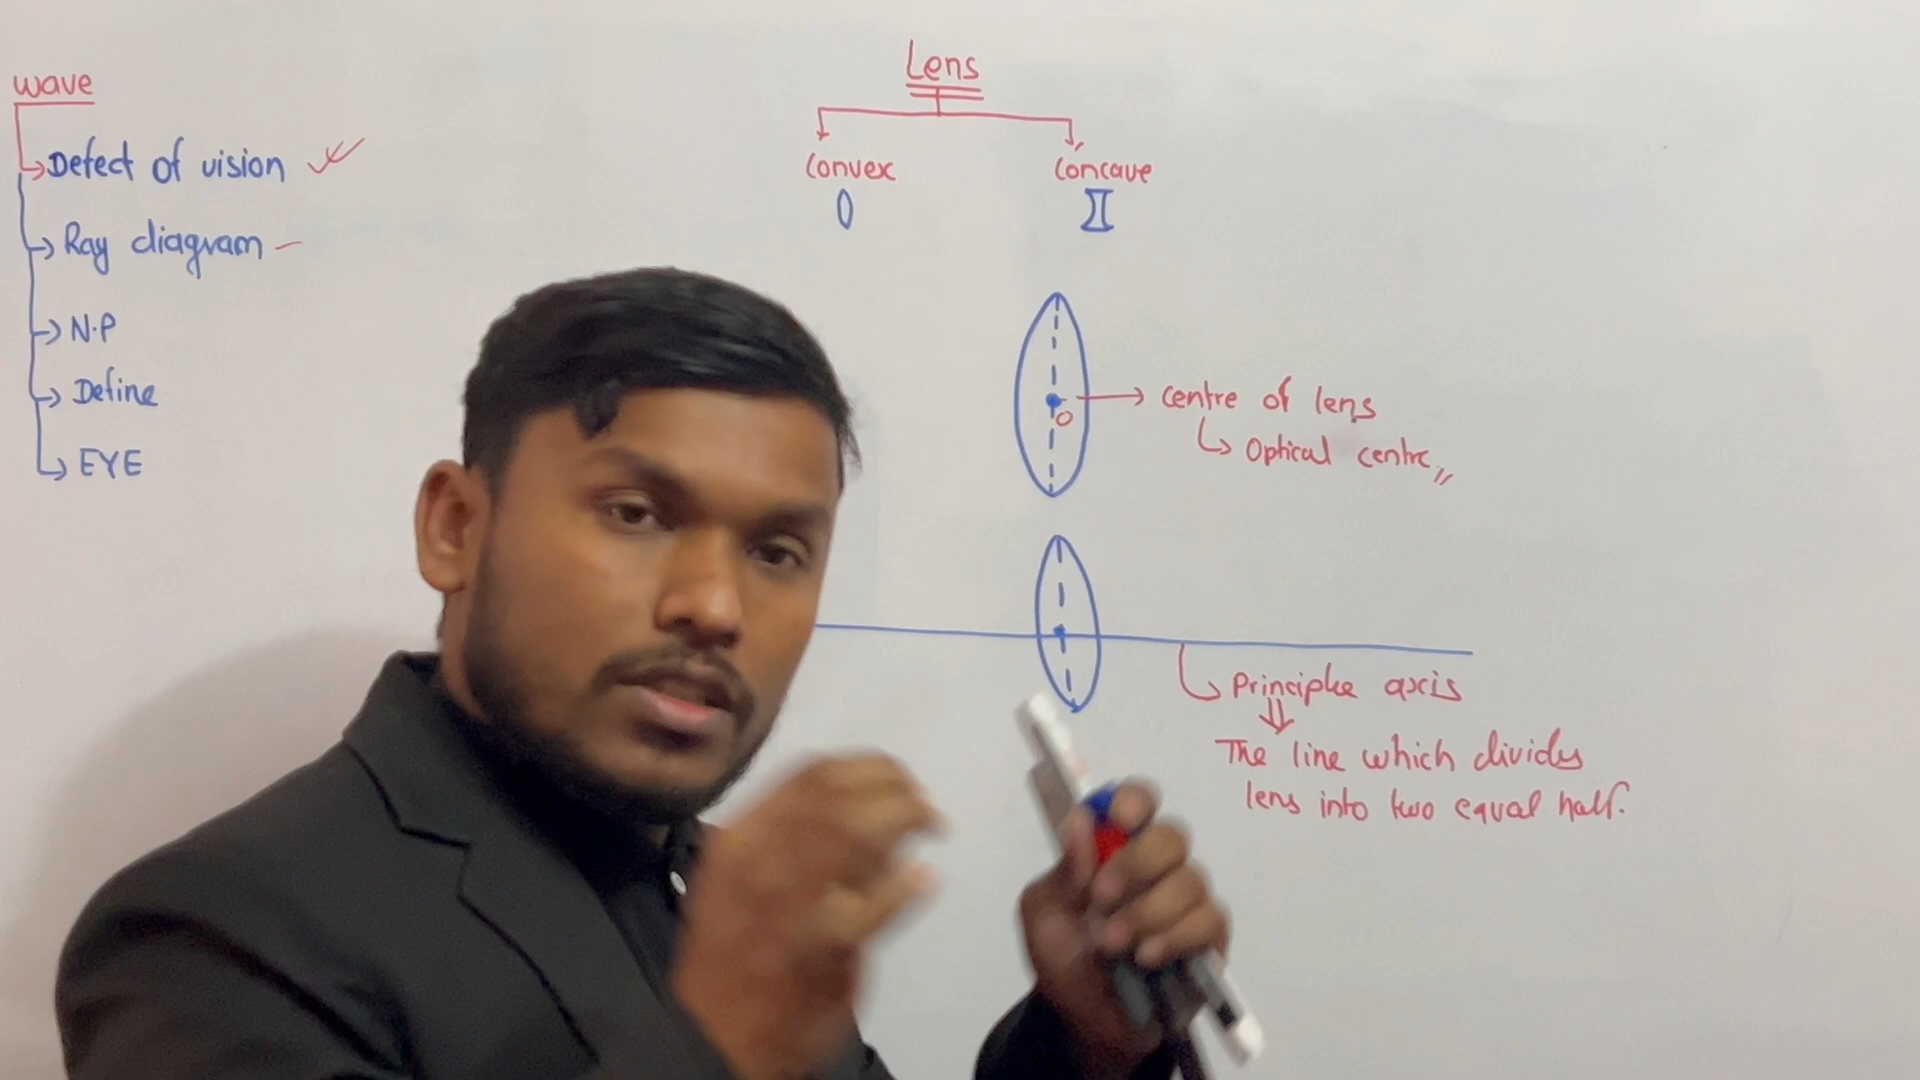 wave
Defect of vision
Ray diagram
N.P
Define
EYE
Lens
Convex
Concave
O
centre of lens
Optical centre
Principle axis
The line which divides
lens into two equal half.